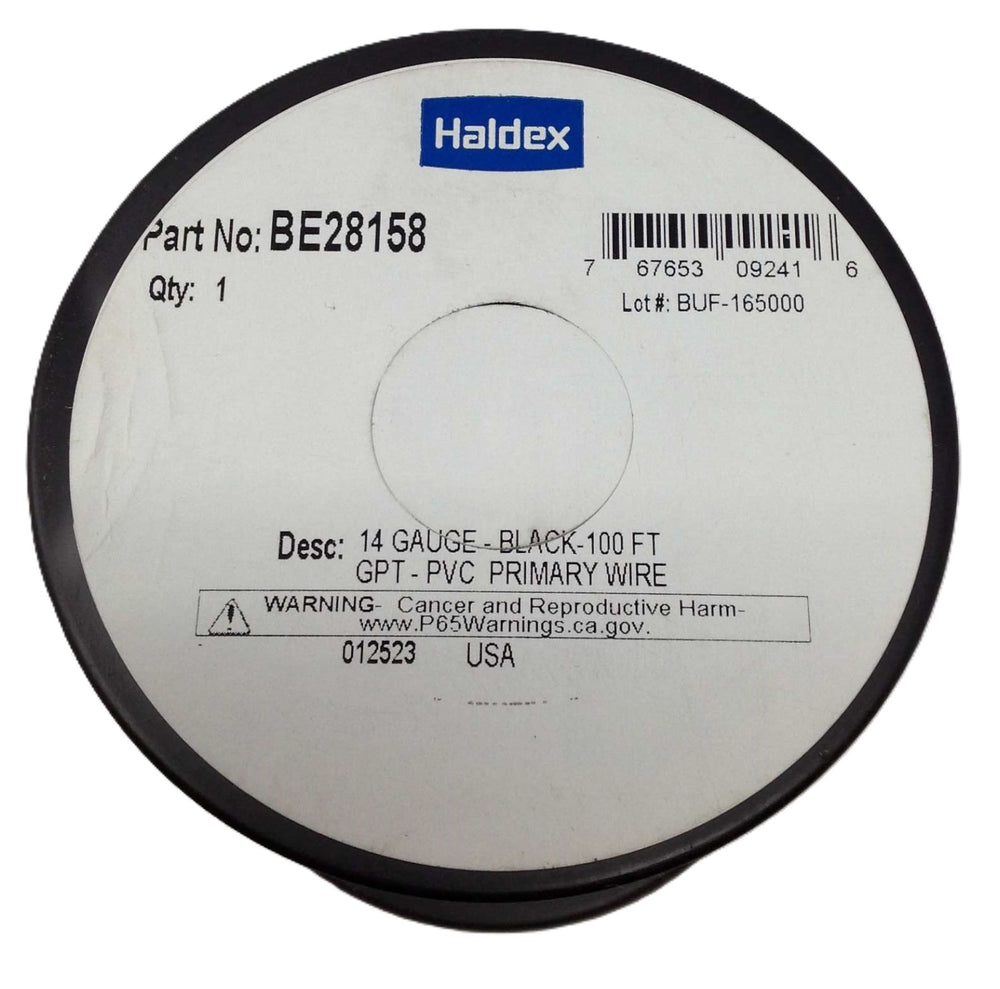 Haldex
Part No: BE28158
Qty: 1
7 67653 09241 6
Lot #: BUF-165000
Desc: 14 GAUGE - BLACK-100 FT
GPT - PVC PRIMARY WIRE
WARNING- Cancer and Reproductive Harm-
www.P65Warnings.ca.gov.
012523 USA